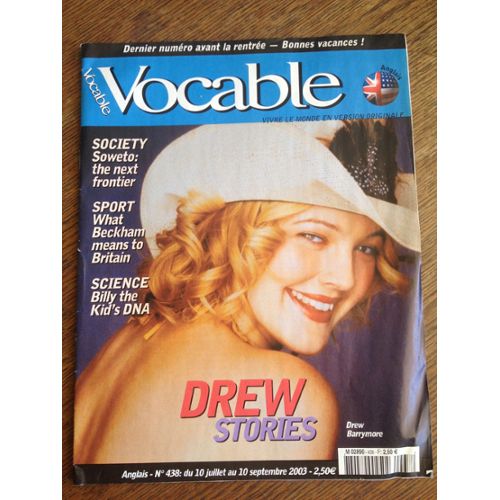 Dernier numéro avant la rentrée — Bonnes vacances !
Vocable
Vocable
Anglais
VIVRE LE MONDE EN VERSION ORIGINALE
SOCIETY
Soweto:
the next
frontier
SPORT
What
Beckham
means to
Britain
SCIENCE
Billy the
Kid's DNA
DREW
STORIES
Drew
Barrymore
M 02890 - 438 - F: 2,50 €
Anglais - N° 438: du 10 juillet au 10 septembre 2003 - 2,50€